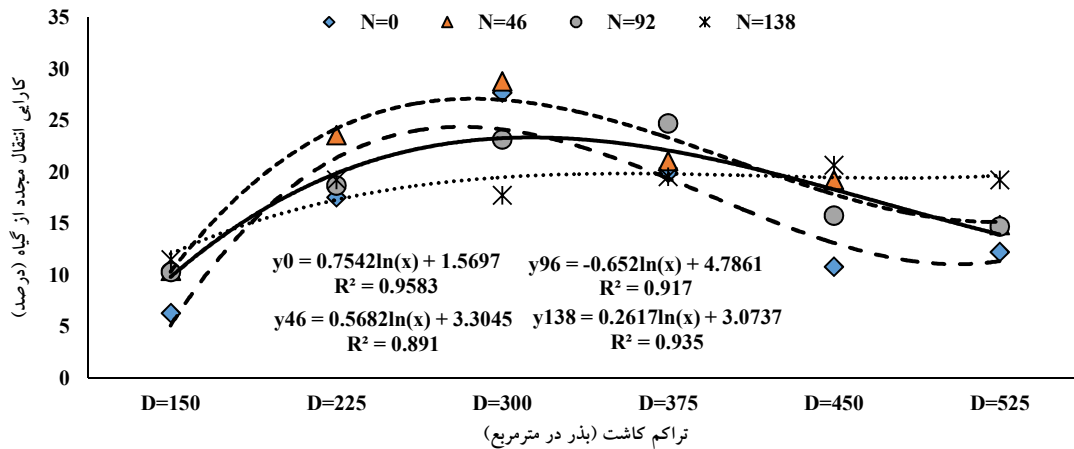 N=0 N=46 N=92 N=138
کارایی انتقال مجدد از گیاه (درصد)
35
30
25
20
15
10
5
0
y0 = 0.7542ln(x) + 1.5697
R² = 0.9583
y96 = -0.652ln(x) + 4.7861
R² = 0.917
y46 = 0.5682ln(x) + 3.3045
R² = 0.891
y138 = 0.2617ln(x) + 3.0737
R² = 0.935
D=150 D=225 D=300 D=375 D=450 D=525
تراکم کاشت (بذر در مترمربع)